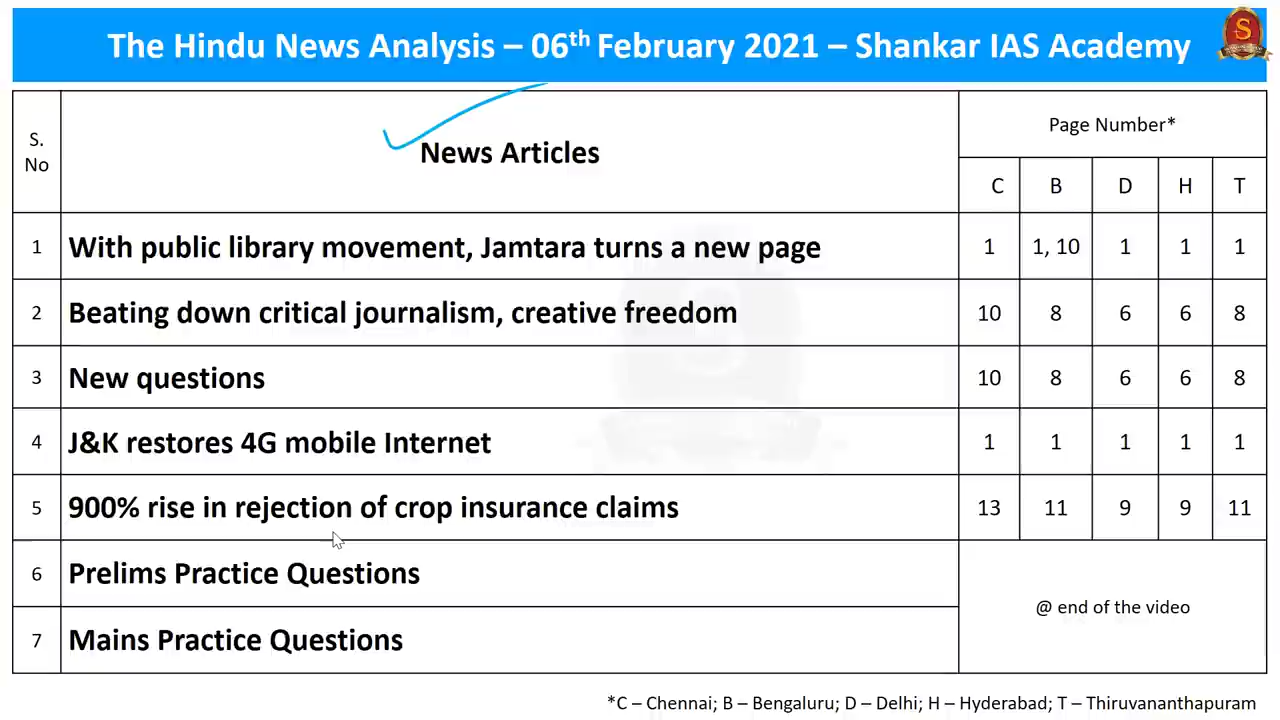 The Hindu News Analysis – 06th February 2021 – Shankar IAS Academy
S
S. No
News Articles
Page Number*
C B D H T
1 With public library movement, Jamtara turns a new page 1 1, 10 1 1 1
2 Beating down critical journalism, creative freedom 10 8 6 6 8
3 New questions 10 8 6 6 8
4 J&K restores 4G mobile Internet 1 1 1 1 1
5 900% rise in rejection of crop insurance claims 13 11 9 9 11
6 Prelims Practice Questions
@ end of the video
7 Mains Practice Questions
*C – Chennai; B – Bengaluru; D – Delhi; H – Hyderabad; T – Thiruvananthapuram